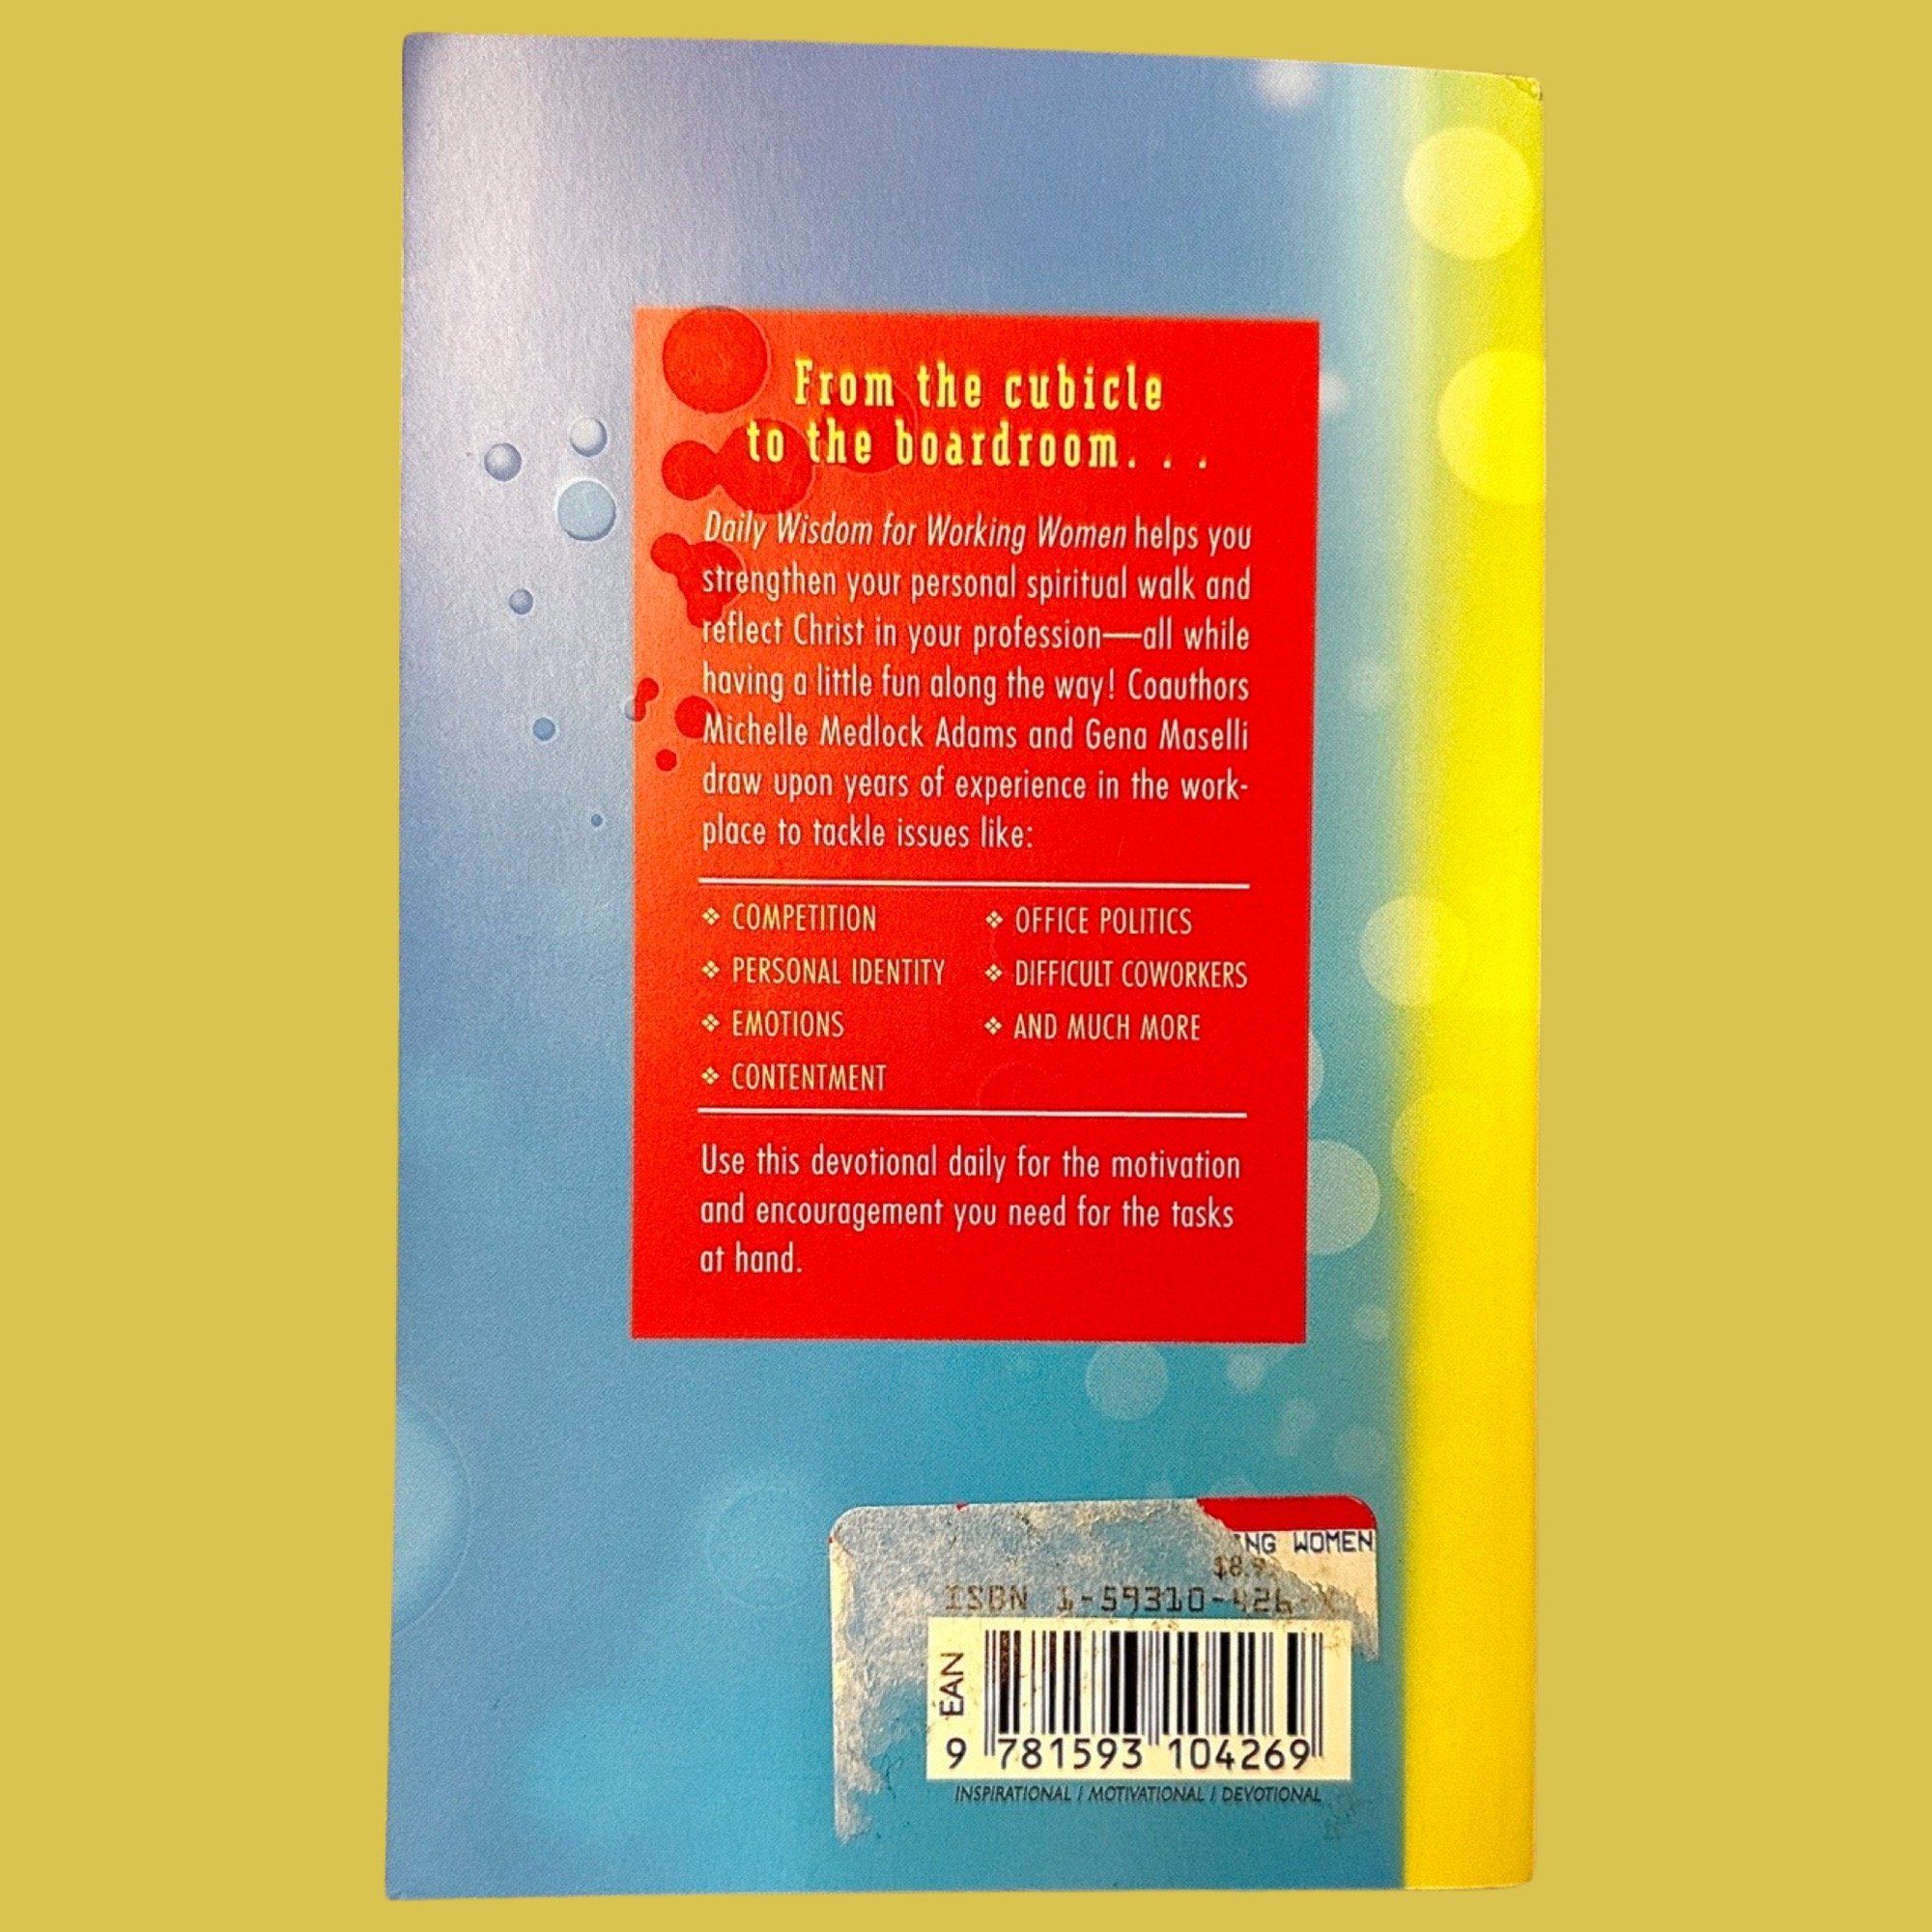 From the cubicle
to the boardroom. . .
Daily Wisdom for Working Women helps you
strengthen your personal spiritual walk and
reflect Christ in your profession—all while
having a little fun along the way! Coauthors
Michelle Medlock Adams and Gena Maselli
draw upon years of experience in the work-
place to tackle issues like:
❖ COMPETITION
❖ PERSONAL IDENTITY
❖ EMOTIONS
❖ CONTENTMENT
❖ OFFICE POLITICS
❖ DIFFICULT COWORKERS
❖ AND MUCH MORE
Use this devotional daily for the motivation
and encouragement you need for the tasks
at hand.
WOMEN
ISBN 1-59310-426-X
EAN
9 781593 104269
INSPIRATIONAL / MOTIVATIONAL / DEVOTIONAL